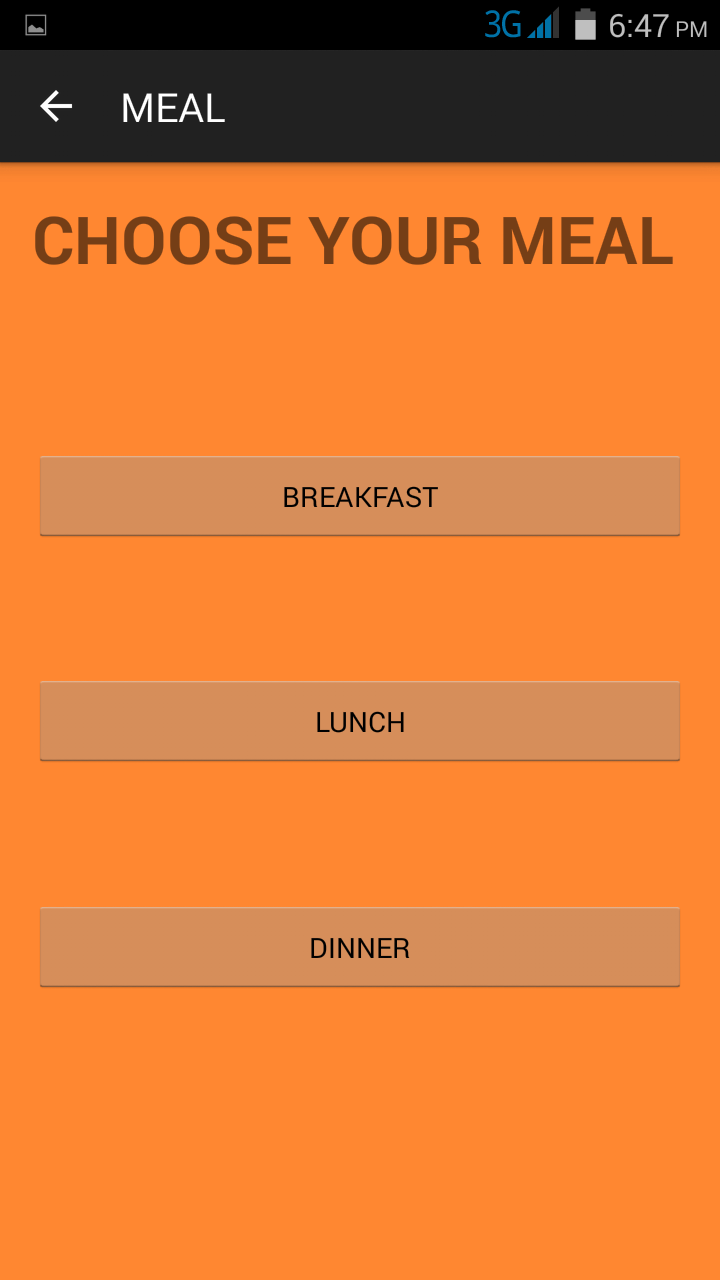 3G 6:47 PM
MEAL
CHOOSE YOUR MEAL
BREAKFAST
LUNCH
DINNER